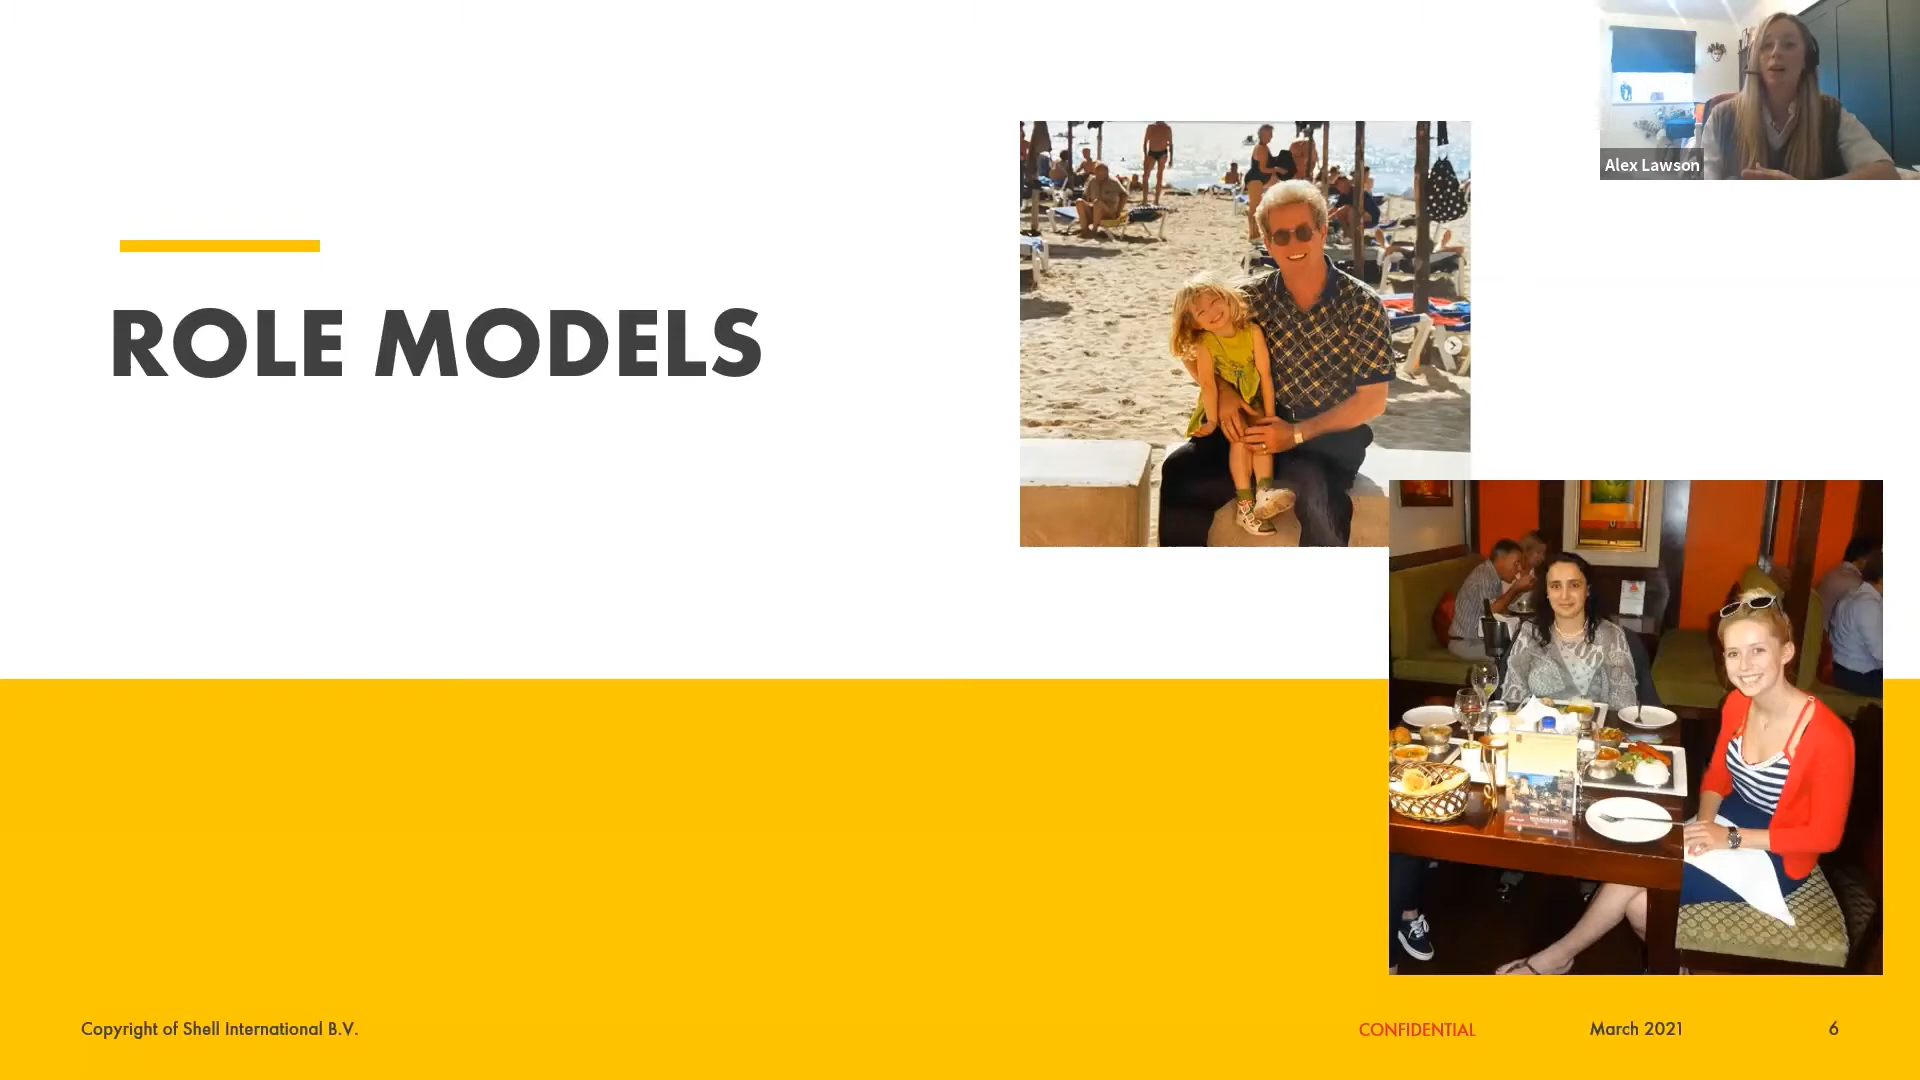 Alex Lawson
ROLE MODELS
Copyright of Shell International B.V.
CONFIDENTIAL
March 2021
6